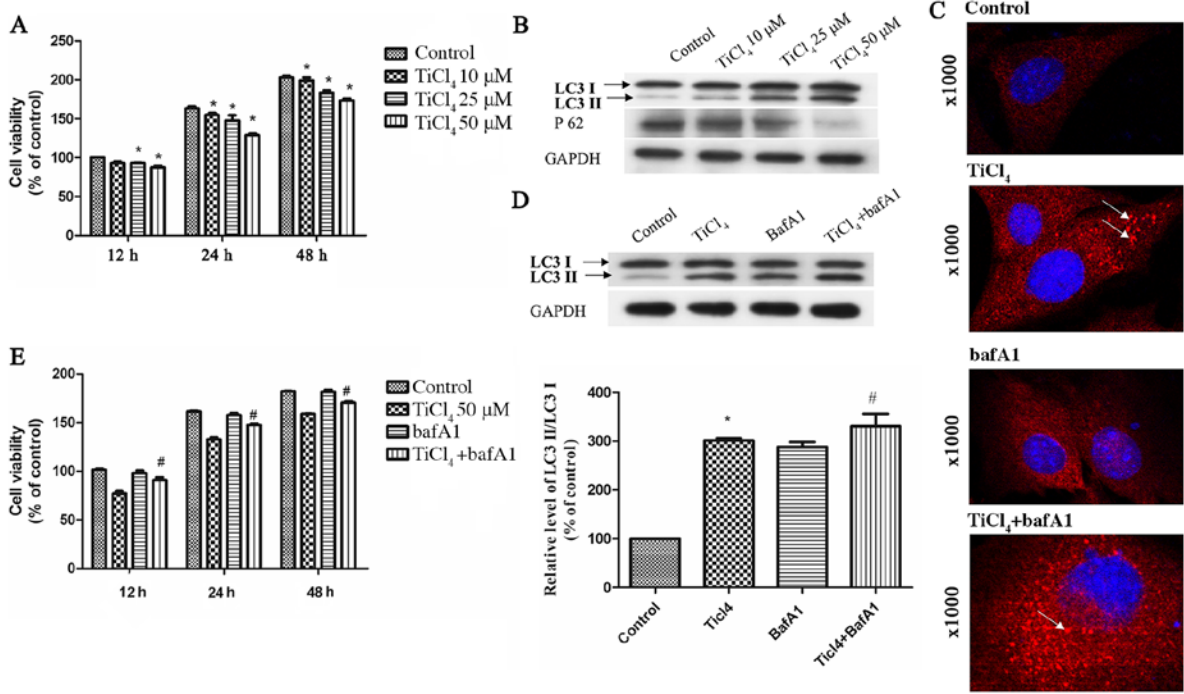 A
Cell viability
(% of control)
250
200
150
100
50
0
12 h
24 h
48 h
Control
TiCl4 10 μM
TiCl4 25 μM
TiCl4 50 μM
* * * * * * * *
B
Control
TiCl4 10 μM
TiCl4 25 μM
TiCl4 50 μM
LC3 I
LC3 II
P 62
GAPDH
C
Control
x1000
TiCl4
x1000
bafA1
x1000
TiCl4+bafA1
x1000
D
Control
TiCl4
BafA1
TiCl4+bafA1
LC3 I
LC3 II
GAPDH
Relative level of LC3 II/LC3 I
(% of control)
400
300
200
100
0
*
#
Control
Ticl4
BafA1
Ticl4+BafA1
E
Cell viability
(% of control)
200
150
100
50
0
# # #
12 h
24 h
48 h
Control
TiCl4 50 μM
bafA1
TiCl4 +bafA1